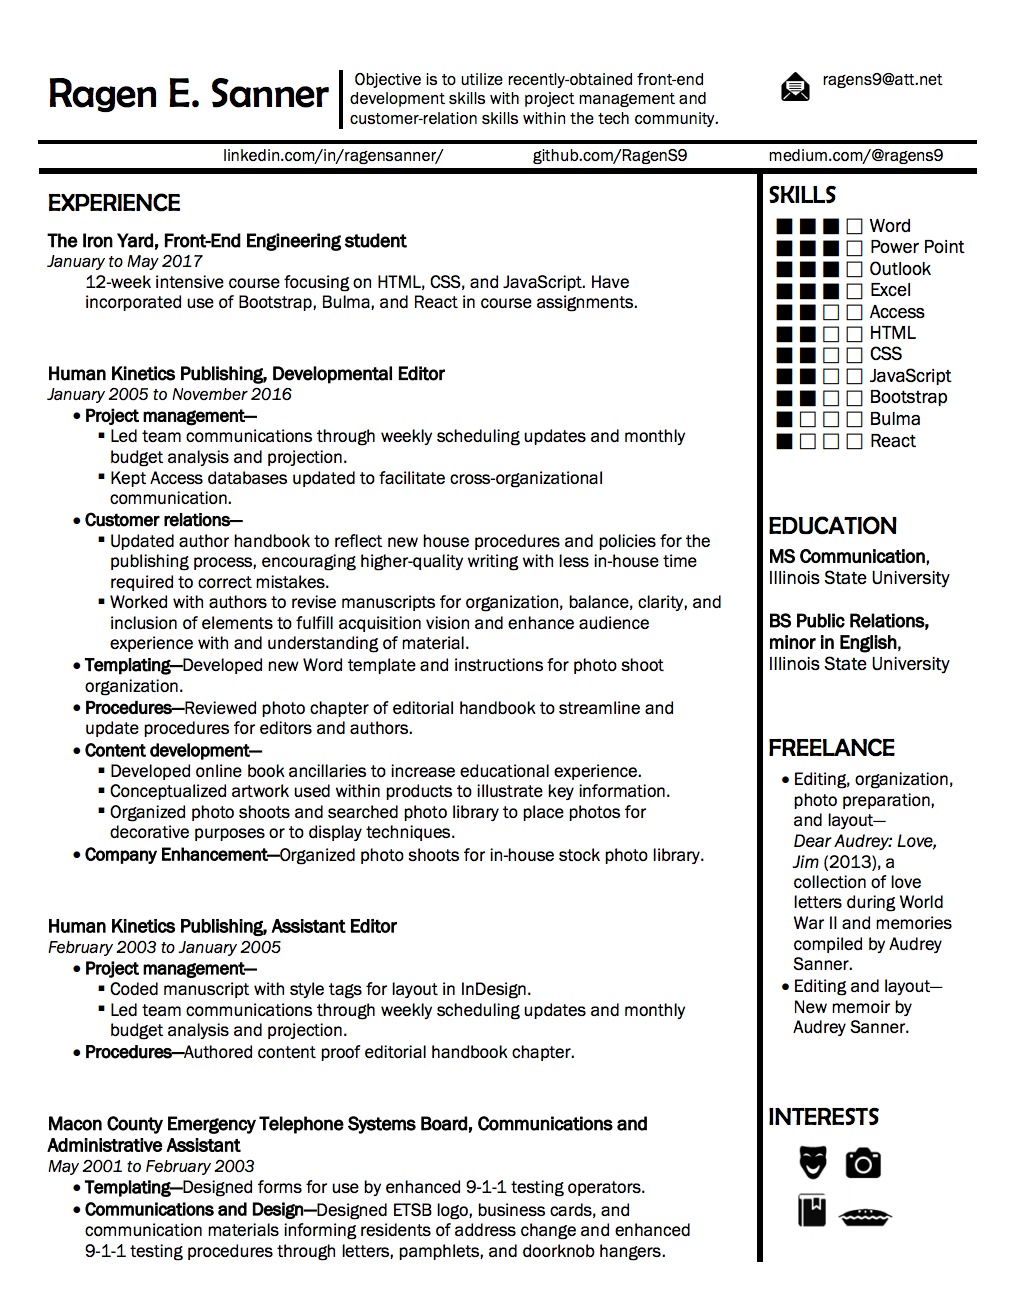 Ragen E. Sanner
Objective is to utilize recently-obtained front-end
development skills with project management and
customer-relation skills within the tech community.
ragens9@att.net
linkedin.com/in/ragensanner/
github.com/RagenS9
medium.com/@ragens9
EXPERIENCE
The Iron Yard, Front-End Engineering student
January to May 2017
12-week intensive course focusing on HTML, CSS, and JavaScript. Have
incorporated use of Bootstrap, Bulma, and React in course assignments.
Human Kinetics Publishing, Developmental Editor
January 2005 to November 2016
• Project management—
▪ Led team communications through weekly scheduling updates and monthly
budget analysis and projection.
▪ Kept Access databases updated to facilitate cross-organizational
communication.
• Customer relations—
▪ Updated author handbook to reflect new house procedures and policies for the
publishing process, encouraging higher-quality writing with less in-house time
required to correct mistakes.
▪ Worked with authors to revise manuscripts for organization, balance, clarity, and
inclusion of elements to fulfill acquisition vision and enhance audience
experience with and understanding of material.
• Templating—Developed new Word template and instructions for photo shoot
organization.
• Procedures—Reviewed photo chapter of editorial handbook to streamline and
update procedures for editors and authors.
• Content development—
▪ Developed online book ancillaries to increase educational experience.
▪ Conceptualized artwork used within products to illustrate key information.
▪ Organized photo shoots and searched photo library to place photos for
decorative purposes or to display techniques.
• Company Enhancement—Organized photo shoots for in-house stock photo library.
Human Kinetics Publishing, Assistant Editor
February 2003 to January 2005
• Project management—
▪ Coded manuscript with style tags for layout in InDesign.
▪ Led team communications through weekly scheduling updates and monthly
budget analysis and projection.
• Procedures—Authored content proof editorial handbook chapter.
Macon County Emergency Telephone Systems Board, Communications and
Administrative Assistant
May 2001 to February 2003
• Templating—Designed forms for use by enhanced 9-1-1 testing operators.
• Communications and Design—Designed ETSB logo, business cards, and
communication materials informing residents of address change and enhanced
9-1-1 testing procedures through letters, pamphlets, and doorknob hangers.
SKILLS
■ ■ ■ □ Word
■ ■ ■ □ Power Point
■ ■ ■ □ Outlook
■ ■ ■ □ Excel
■ ■ □ □ Access
■ ■ □ □ HTML
■ ■ □ □ CSS
■ ■ □ □ JavaScript
■ ■ □ □ Bootstrap
■ □ □ □ Bulma
■ □ □ □ React
EDUCATION
MS Communication,
Illinois State University
BS Public Relations,
minor in English,
Illinois State University
FREELANCE
• Editing, organization,
photo preparation,
and layout—
Dear Audrey: Love,
Jim (2013), a
collection of love
letters during World
War II and memories
compiled by Audrey
Sanner.
• Editing and layout—
New memoir by
Audrey Sanner.
INTERESTS